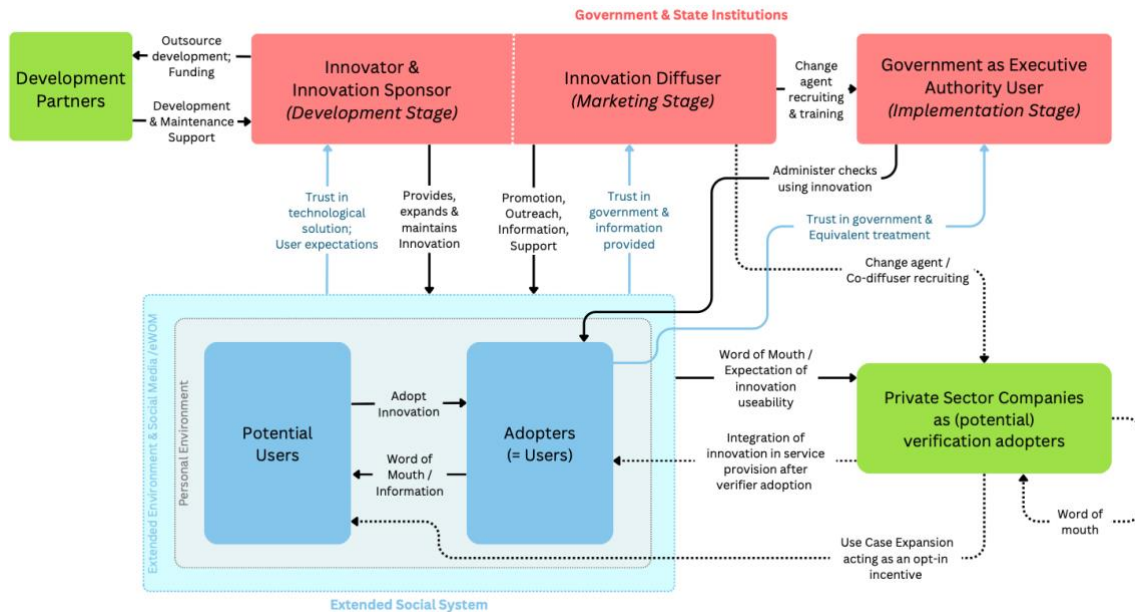 Government & State Institutions
Development
Partners
Outsource
development;
Funding
Development
& Maintenance
Support
Innovator &
Innovation Sponsor
(Development Stage)
Innovation Diffuser
(Marketing Stage)
Change
agent
recruiting
& training
Government as Executive
Authority User
(Implementation Stage)
Trust in
technological
solution;
User expectations
Provides,
expands &
maintains
Innovation
Promotion,
Outreach,
Information,
Support
Trust in
government &
information
provided
Administer checks
using innovation
Trust in government &
Equivalent treatment
Change agent /
Co-diffuser recruiting
Extended Environment & Social Media /eWOM
Personal Environment
Potential
Users
Adopt
Innovation
Word of
Mouth /
Information
Adopters
(= Users)
Word of Mouth /
Expectation of
innovation
useability
Integration of
innovation in service
provision after
verifier adoption
Private Sector Companies
as (potential)
verification adopters
Word of
mouth
Use Case Expansion
acting as an opt-in
incentive
Extended Social System